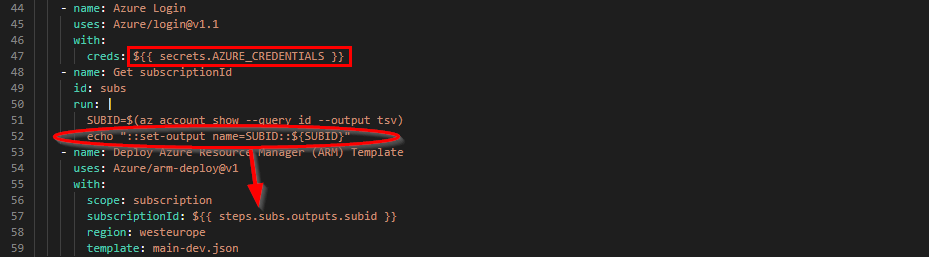 44 - name: Azure Login
45 uses: Azure/login@v1.1
46 with:
47 creds: ${{ secrets.AZURE_CREDENTIALS }}
48 - name: Get subscriptionId
49 id: subs
50 run: |
51 SUBID=$(az account show --query id --output tsv)
52 echo "::set-output name=SUBID::${SUBID}"
53 - name: Deploy Azure Resource Manager (ARM) Template
54 uses: Azure/arm-deploy@v1
55 with:
56 scope: subscription
57 subscriptionId: ${{ steps.subs.outputs.subid }}
58 region: westeurope
59 template: main-dev.json